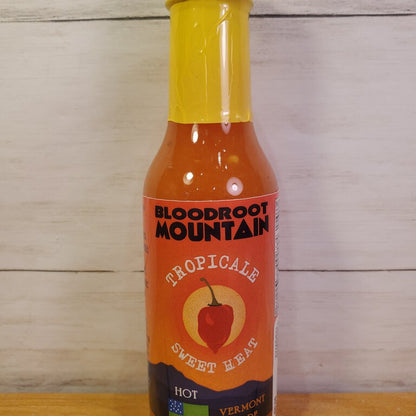 BLOODROOT
MOUNTAIN
TROPICALE
SWEET HEAT
HOT
VERMONT